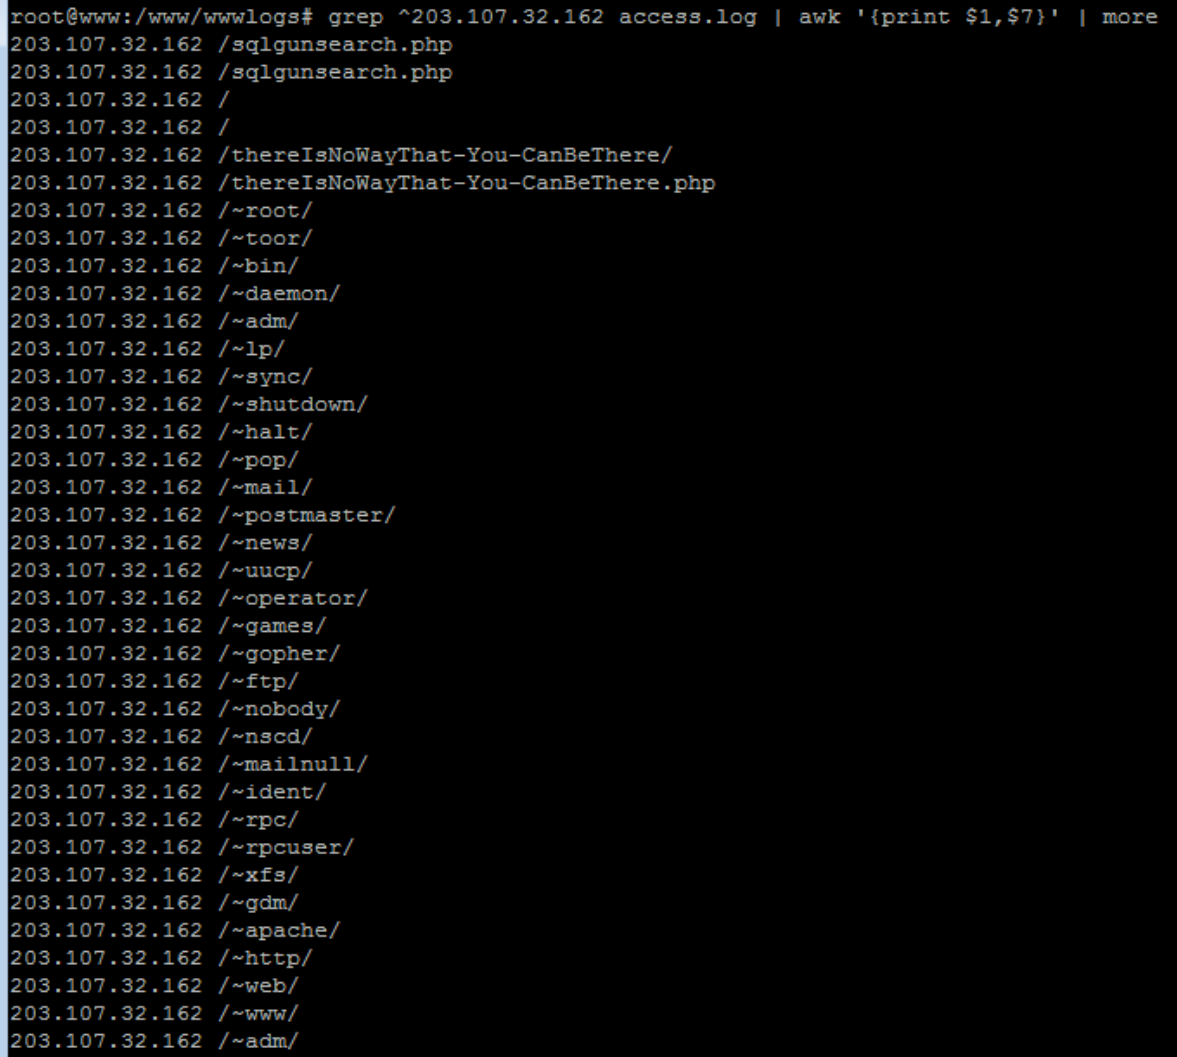 root@www:/www/wwwlogs# grep ^203.107.32.162 access.log | awk '{print $1,$7}' | more
203.107.32.162 /sqlgunsearch.php
203.107.32.162 /sqlgunsearch.php
203.107.32.162 /
203.107.32.162 /
203.107.32.162 /thereIsNoWayThat-You-CanBeThere/
203.107.32.162 /thereIsNoWayThat-You-CanBeThere.php
203.107.32.162 /~root/
203.107.32.162 /~toor/
203.107.32.162 /~bin/
203.107.32.162 /~daemon/
203.107.32.162 /~adm/
203.107.32.162 /~lp/
203.107.32.162 /~sync/
203.107.32.162 /~shutdown/
203.107.32.162 /~halt/
203.107.32.162 /~pop/
203.107.32.162 /~mail/
203.107.32.162 /~postmaster/
203.107.32.162 /~news/
203.107.32.162 /~uucp/
203.107.32.162 /~operator/
203.107.32.162 /~games/
203.107.32.162 /~gopher/
203.107.32.162 /~ftp/
203.107.32.162 /~nobody/
203.107.32.162 /~nscd/
203.107.32.162 /~mailnull/
203.107.32.162 /~ident/
203.107.32.162 /~rpc/
203.107.32.162 /~rpcuser/
203.107.32.162 /~xfs/
203.107.32.162 /~gdm/
203.107.32.162 /~apache/
203.107.32.162 /~http/
203.107.32.162 /~web/
203.107.32.162 /~www/
203.107.32.162 /~adm/